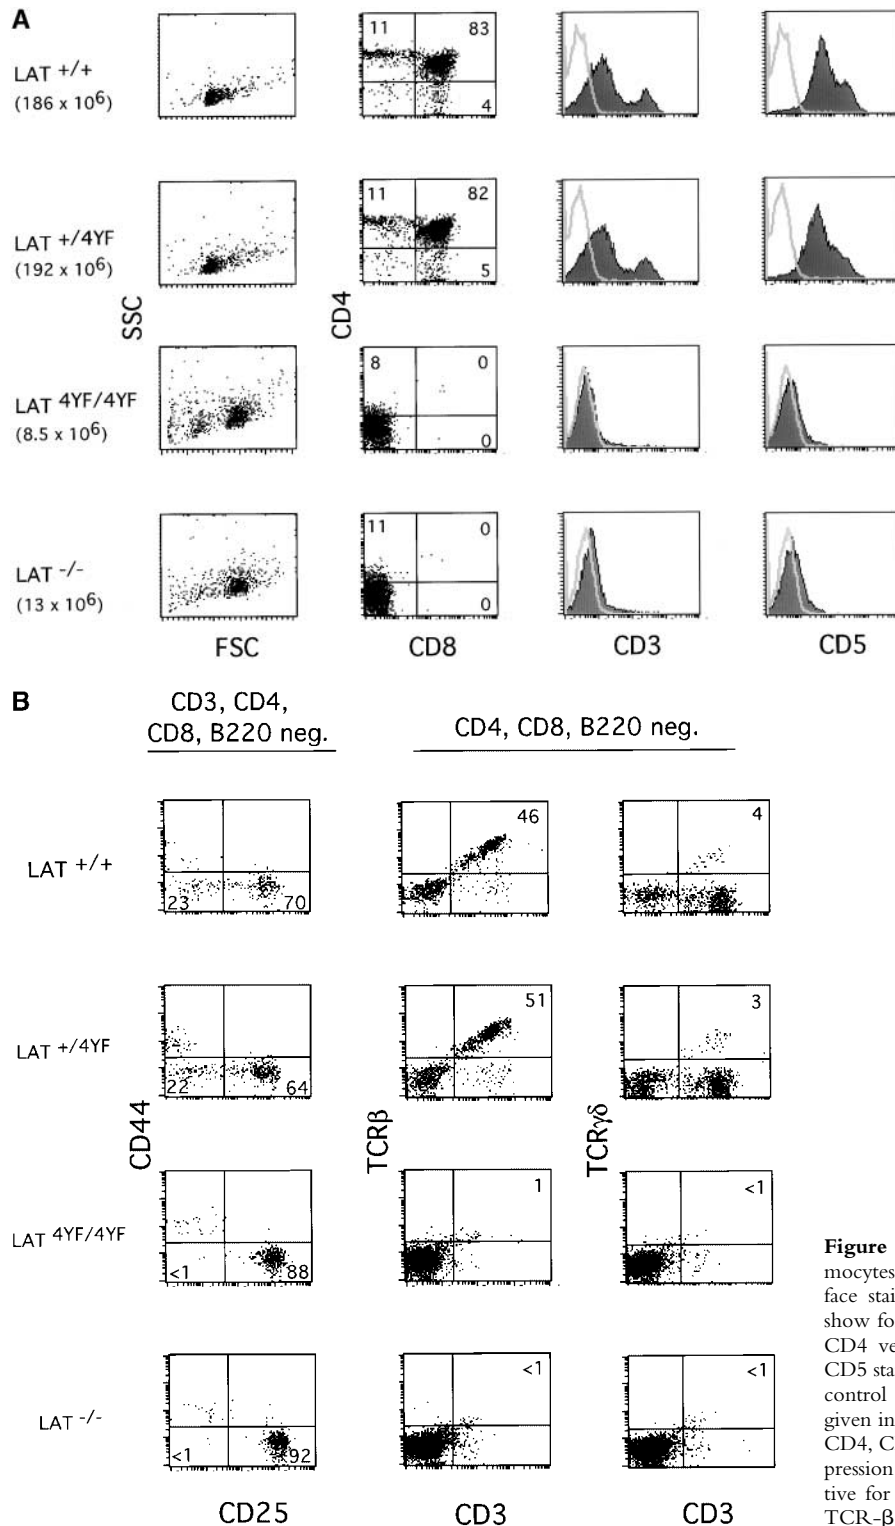 A
LAT +/+
(186 x 10⁶)
11 83
4
LAT +/4YF
(192 x 10⁶)
11 82
5
SSC
CD4
LAT 4YF/4YF
(8.5 x 10⁶)
8 0
0
LAT -/-
(13 x 10⁶)
11 0
0
FSC CD8 CD3 CD5
B
CD3, CD4,
CD8, B220 neg.
CD4, CD8, B220 neg.
LAT +/+
46 4
23 70
LAT +/4YF
51 3
22 64
CD44
TCRβ
TCRγδ
LAT 4YF/4YF
1 <1
<1 88
LAT -/-
<1 <1
<1 92
CD25 CD3 CD3
Figure
mocytes
face stai
show fo
CD4 ve
CD5 sta
control
given in
CD4, C
pression
tive for
TCR-β